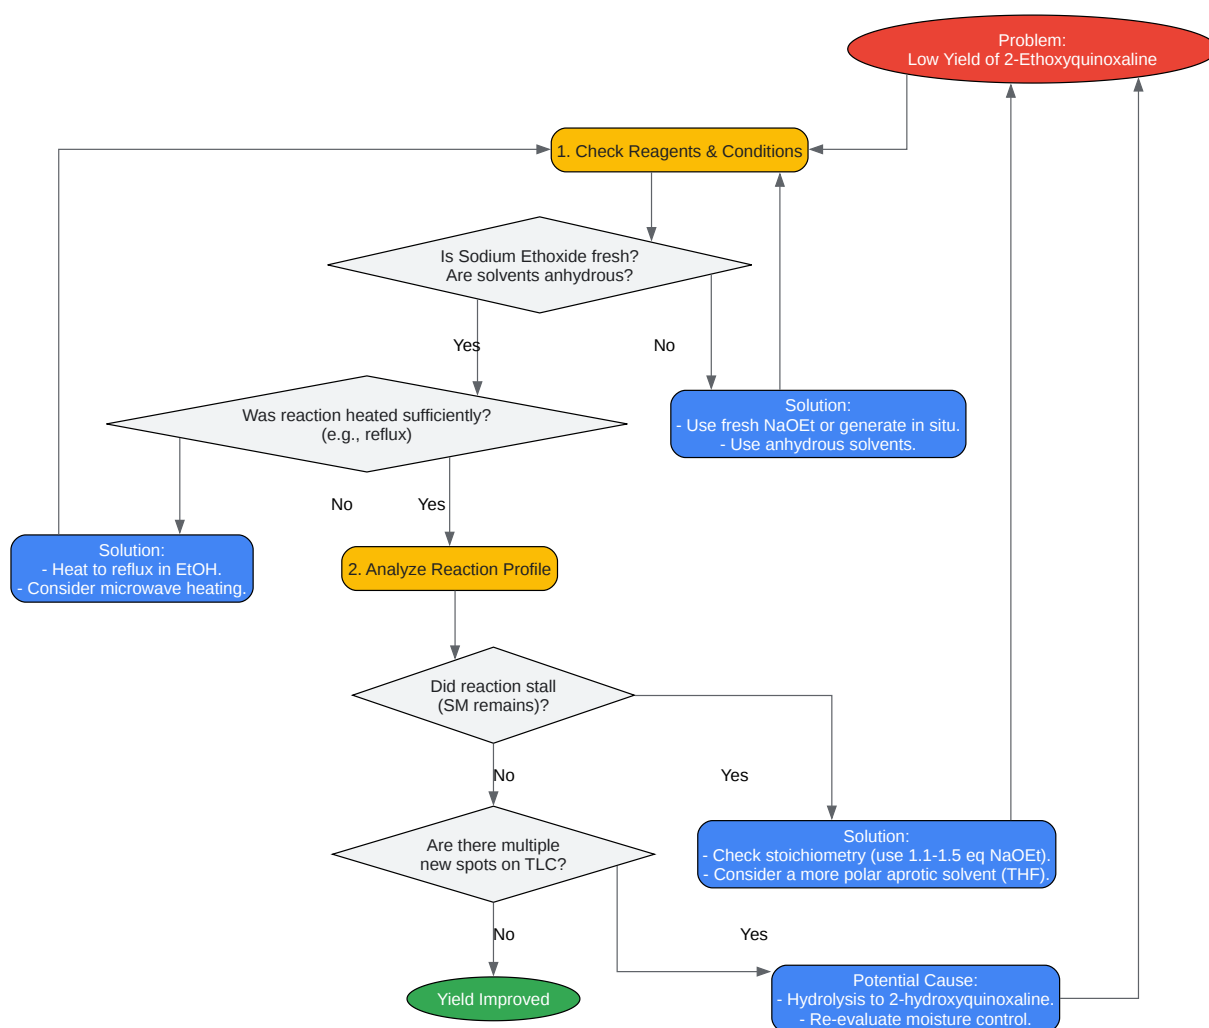 Problem:
Low Yield of 2-Ethoxyquinoxaline
1. Check Reagents & Conditions
Is Sodium Ethoxide fresh?
Are solvents anhydrous?
Yes
No
Was reaction heated sufficiently?
(e.g., reflux)
Solution:
- Use fresh NaOEt or generate in situ.
- Use anhydrous solvents.
No
Yes
Solution:
- Heat to reflux in EtOH.
- Consider microwave heating.
2. Analyze Reaction Profile
Did reaction stall
(SM remains)?
No
Yes
Are there multiple
new spots on TLC?
Solution:
- Check stoichiometry (use 1.1-1.5 eq NaOEt).
- Consider a more polar aprotic solvent (THF).
No
Yes
Yield Improved
Potential Cause:
- Hydrolysis to 2-hydroxyquinoxaline.
- Re-evaluate moisture control.